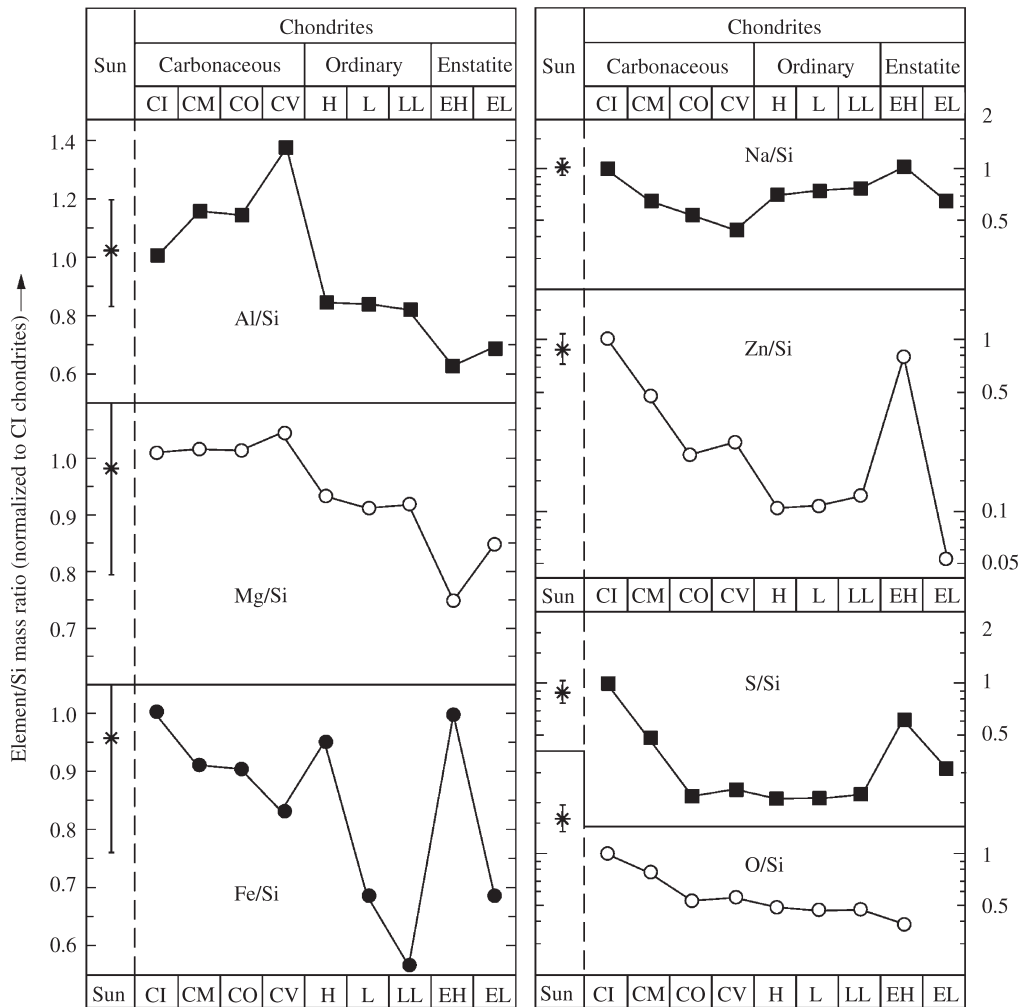 Element/Si mass ratio (normalized to CI chondrites) →
Sun
Chondrites
Carbonaceous Ordinary Enstatite
CI CM CO CV H L LL EH EL
1.4
1.2
1.0
0.8
0.6
Al/Si
1.0
0.9
0.8
0.7
Mg/Si
1.0
0.9
0.8
0.7
0.6
Fe/Si
Sun CI CM CO CV H L LL EH EL
Sun
Chondrites
Carbonaceous Ordinary Enstatite
CI CM CO CV H L LL EH EL
2
1
0.5
Na/Si
1
0.5
0.1
0.05
Zn/Si
Sun CI CM CO CV H L LL EH EL
2
1
0.5
S/Si
1
0.5
O/Si
Sun CI CM CO CV H L LL EH EL